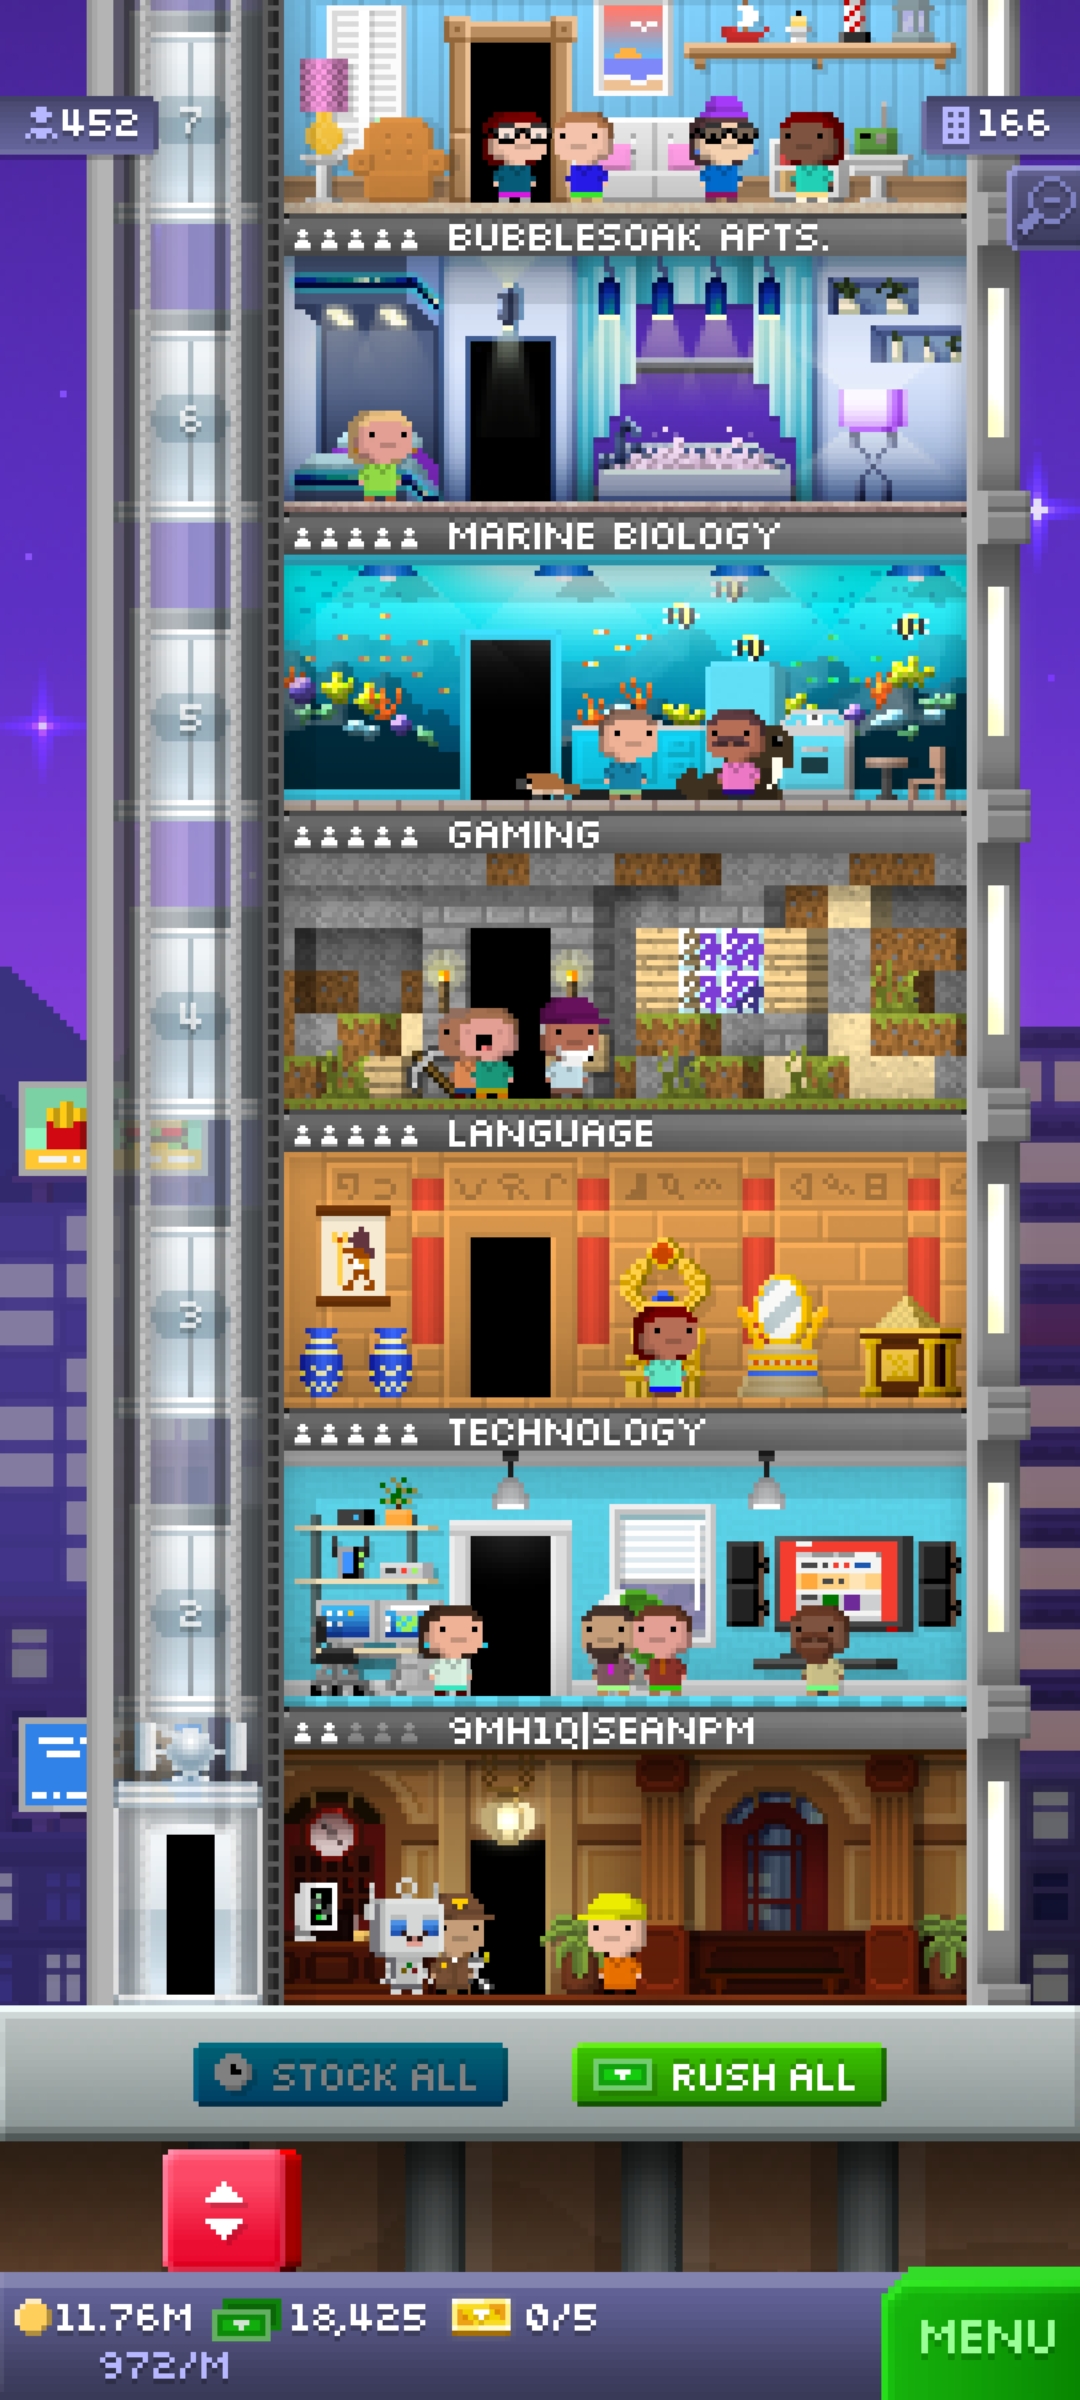 452
7
166
BUBBLESOAK APTS.
6
MARINE BIOLOGY
5
GAMING
4
LANGUAGE
3
TECHNOLOGY
2
9MH1Q|SEANPM
STOCK ALL
RUSH ALL
11.76M
18,425
0/5
972/M
MENU